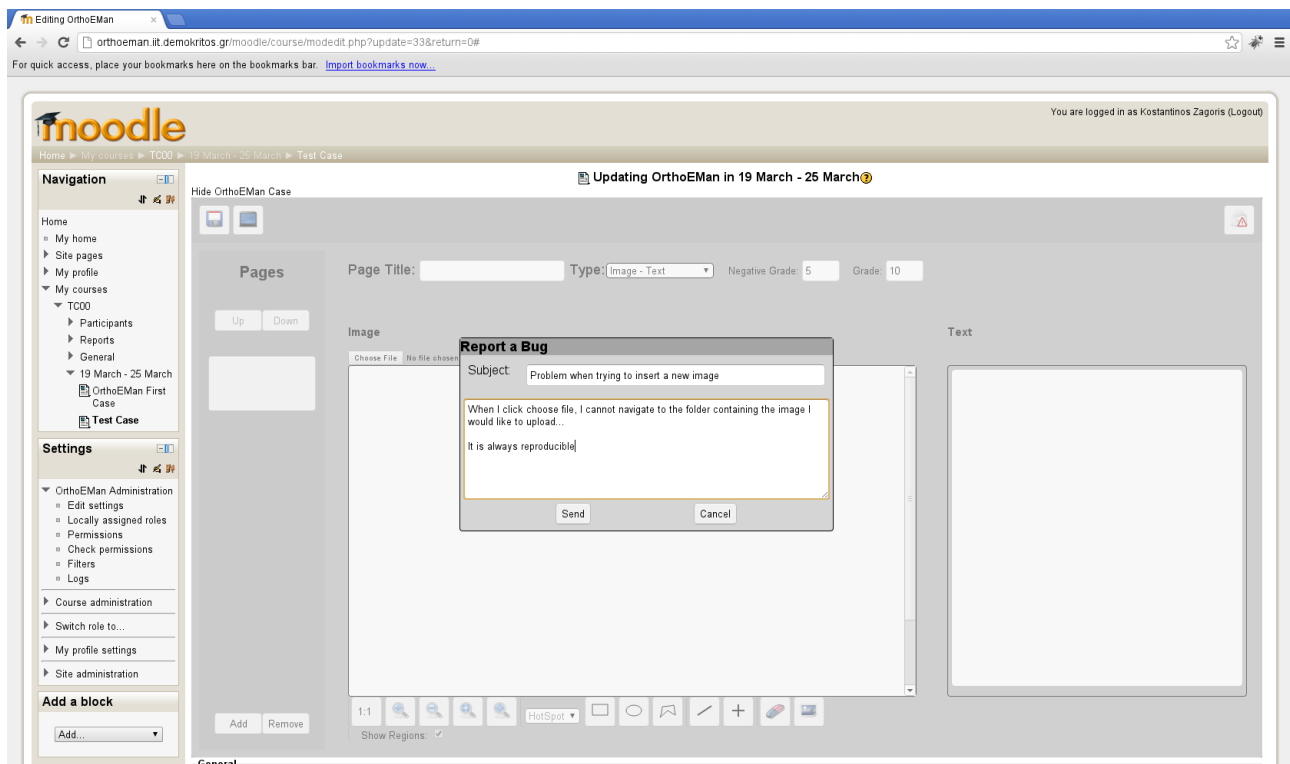 Editing OrthoEMan
orthoeman.iit.demokritos.gr/moodle/course/modedit.php?update=33&return=0#
For quick access, place your bookmarks here on the bookmarks bar. Import bookmarks now...
moodle
You are logged in as Kostantinos Zagoris (Logout)
Home ► My courses ► TC00 ► 19 March - 25 March ► Test Case
Navigation
Home
My home
Site pages
My profile
My courses
TC00
Participants
Reports
General
19 March - 25 March
OrthoEMan First
Case
Test Case
Settings
OrthoEMan Administration
Edit settings
Locally assigned roles
Permissions
Check permissions
Filters
Logs
Course administration
Switch role to...
My profile settings
Site administration
Add a block
Add...
Updating OrthoEMan in 19 March - 25 March
Hide OrthoEMan Case
Pages
Up Down
Add Remove
Page Title: Type: Image - Text Negative Grade: 5 Grade: 10
Image
Choose File No file chosen
Text
Report a Bug
Subject: Problem when trying to insert a new image
When I click choose file, I cannot navigate to the folder containing the image I
would like to upload...
It is always reproducible
Send Cancel
1:1 HotSpot
Show Regions:
General